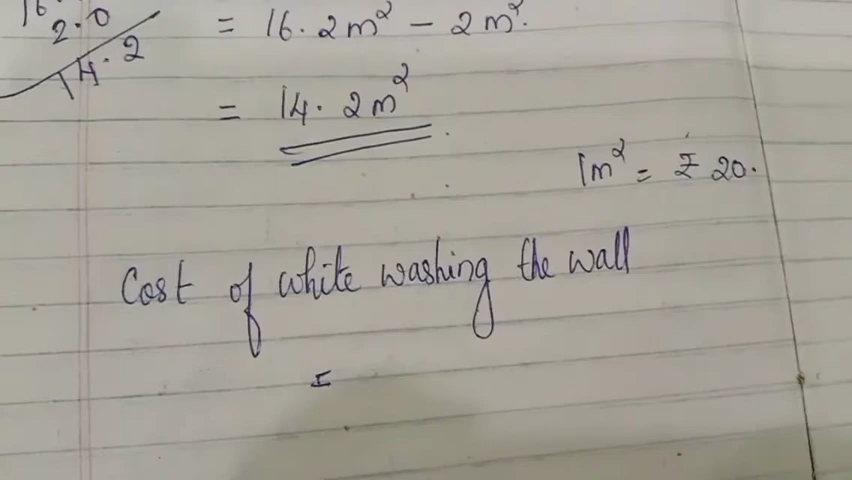 16.
2.0
14.2
= 16.2m² - 2m².
= 14.2m²
1m² = ₹ 20.
Cost of white washing the wall
=